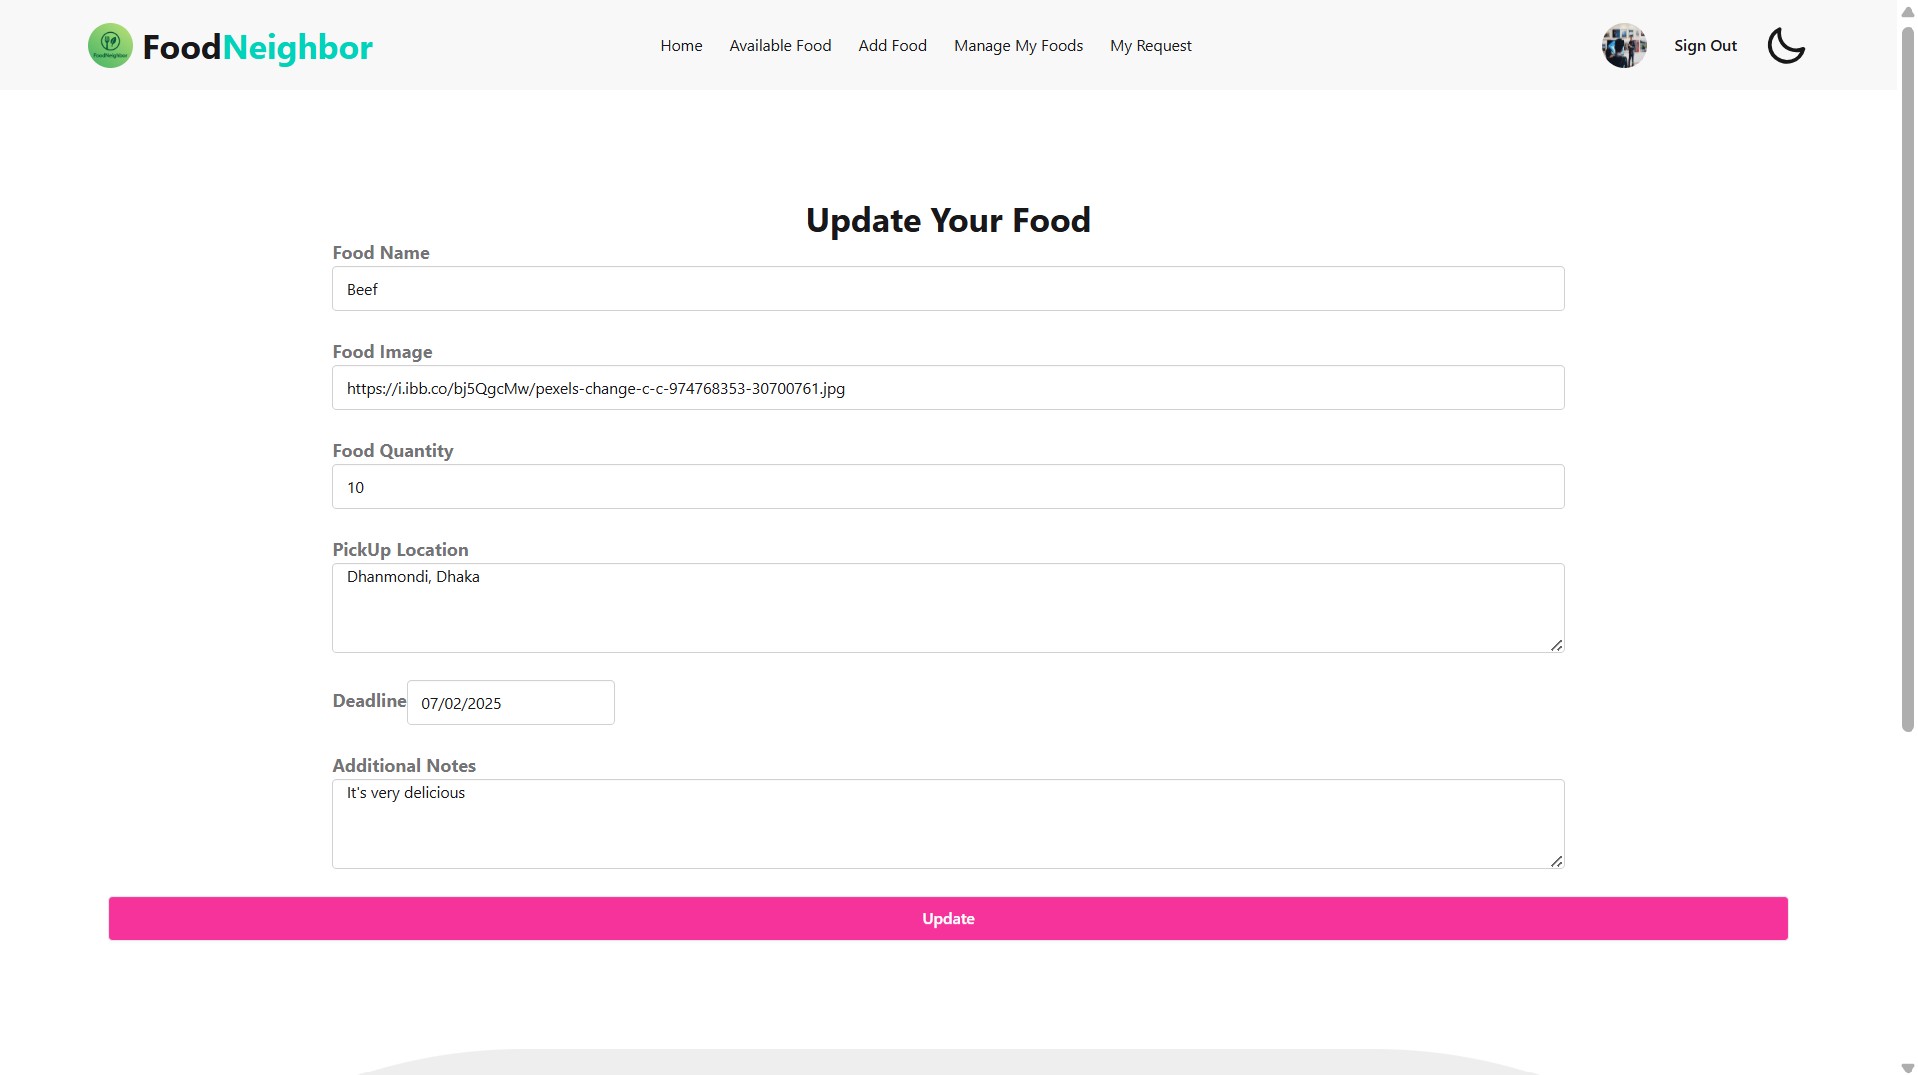 FoodNeighbor
Home Available Food Add Food Manage My Foods My Request
Sign Out
Update Your Food
Food Name
Beef
Food Image
https://i.ibb.co/bj5QgcMw/pexels-change-c-c-974768353-30700761.jpg
Food Quantity
10
PickUp Location
Dhanmondi, Dhaka
Deadline 07/02/2025
Additional Notes
It's very delicious
Update